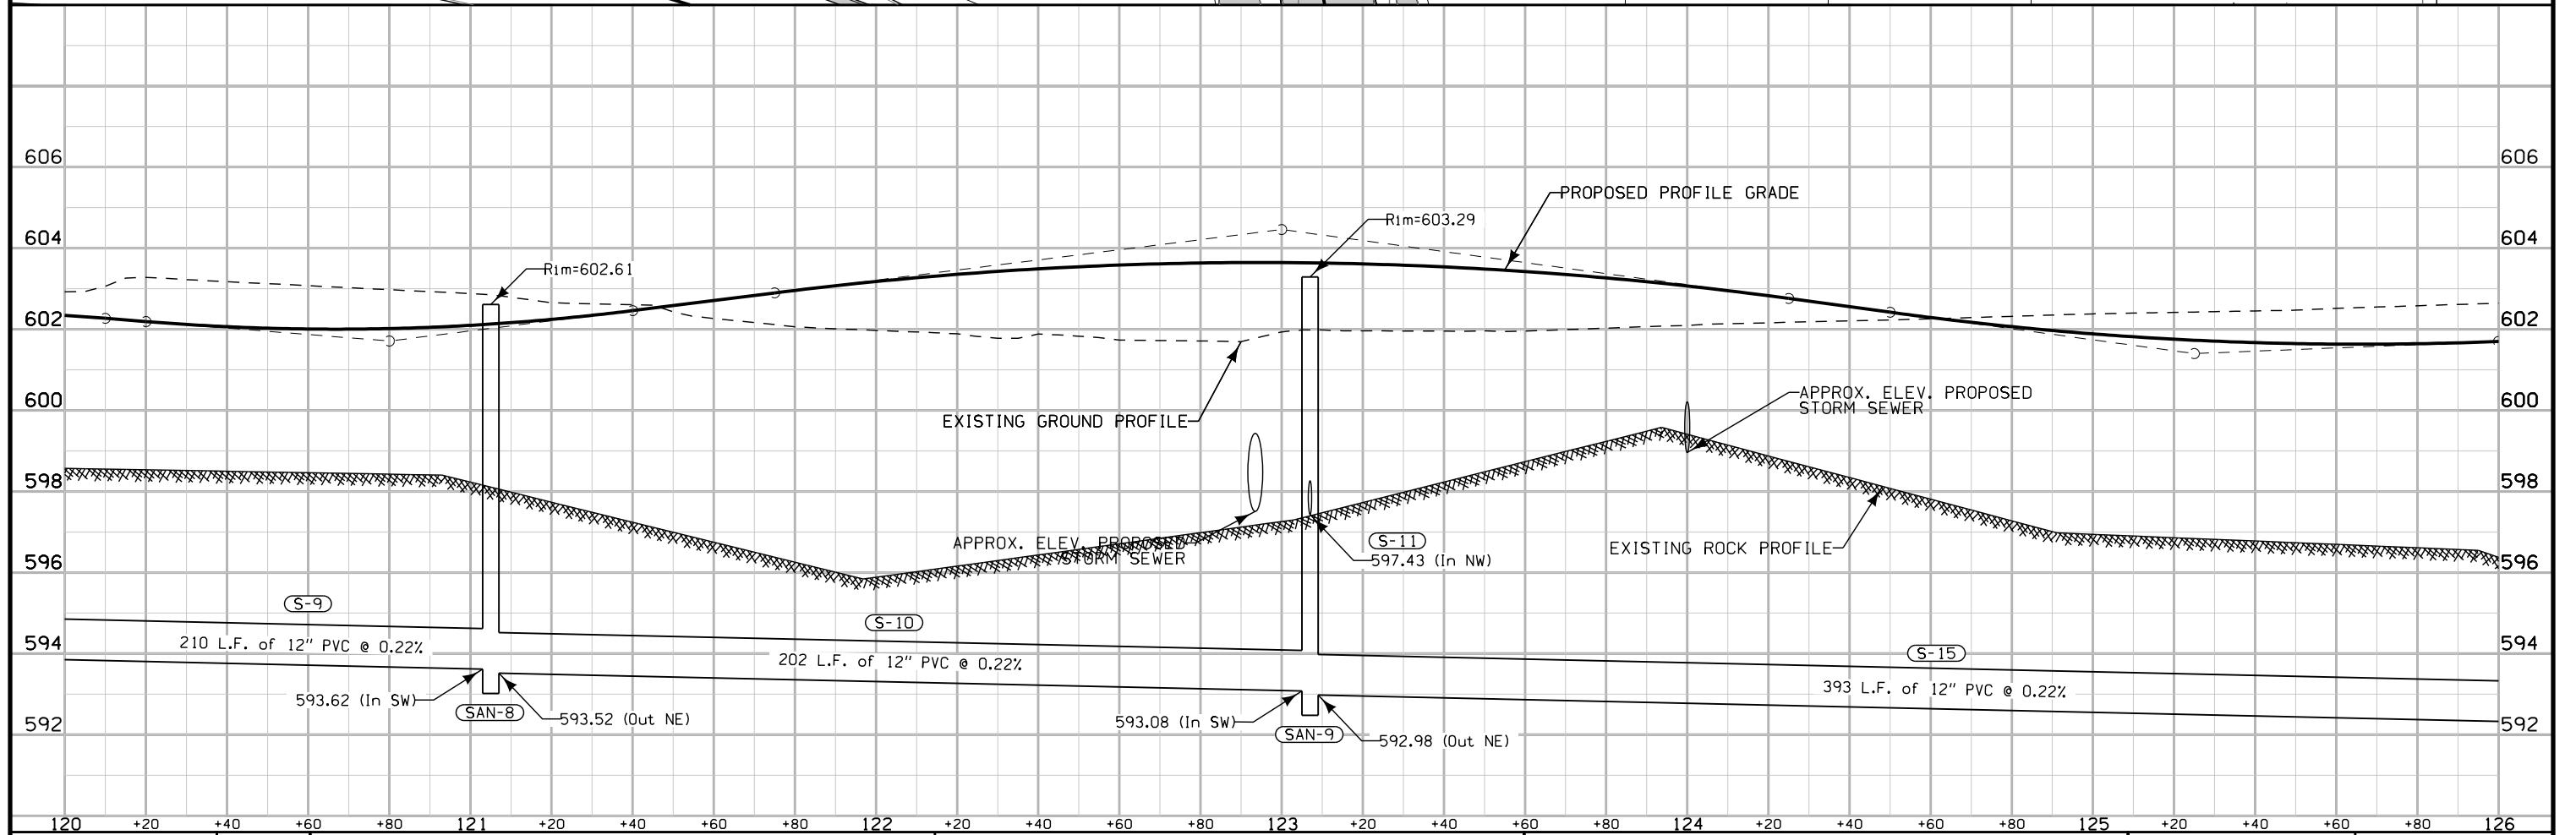 606
606
PROPOSED PROFILE GRADE
Rim=603.29
604
604
Rim=602.61
602
602
APPROX. ELEV. PROPOSED
STORM SEWER
600
600
EXISTING GROUND PROFILE
598
598
APPROX. ELEV. PROPOSED
STORM SEWER
S-11
597.43 (In NW)
EXISTING ROCK PROFILE
596
596
S-9
S-10
210 L.F. of 12" PVC @ 0.22%
594
594
S-15
202 L.F. of 12" PVC @ 0.22%
393 L.F. of 12" PVC @ 0.22%
593.62 (In SW)
SAN-8
593.52 (Out NE)
593.08 (In SW)
592
592
SAN-9
592.98 (Out NE)
120 +20 +40 +60 +80 121 +20 +40 +60 +80 122 +20 +40 +60 +80 123 +20 +40 +60 +80 124 +20 +40 +60 +80 125 +20 +40 +60 +80 126